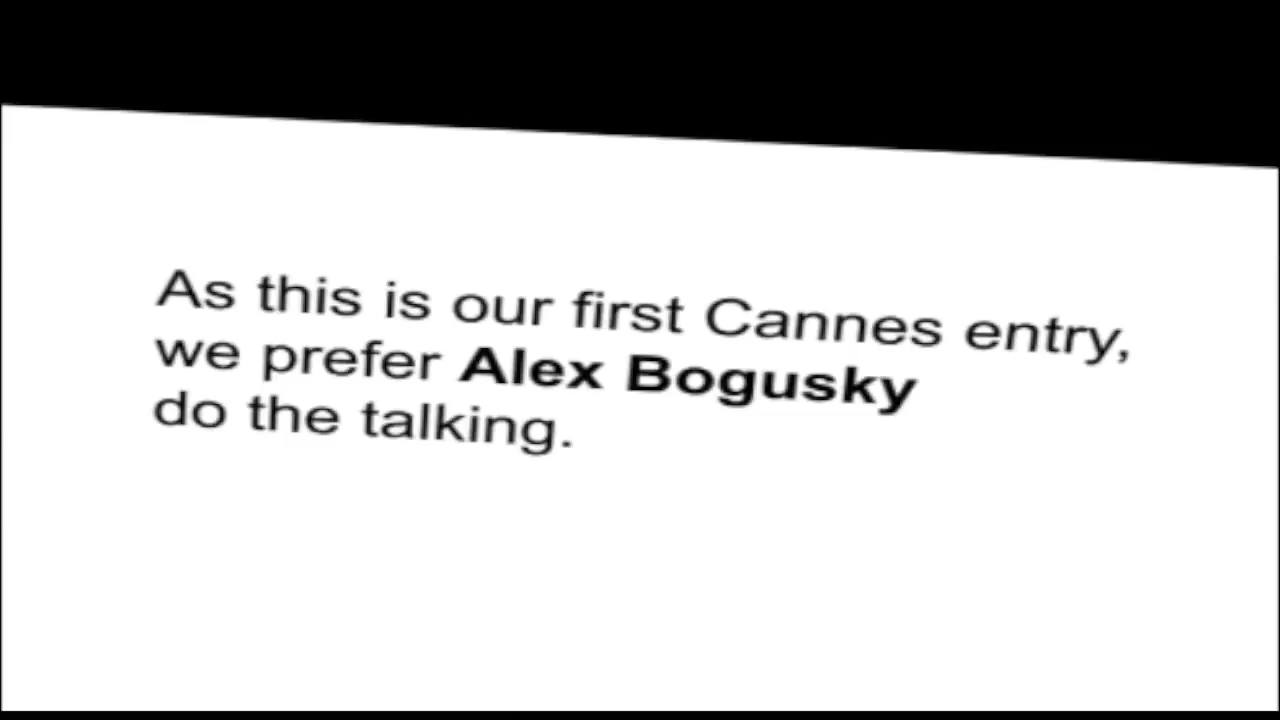 As this is our first Cannes entry,
we prefer Alex Bogusky
do the talking.